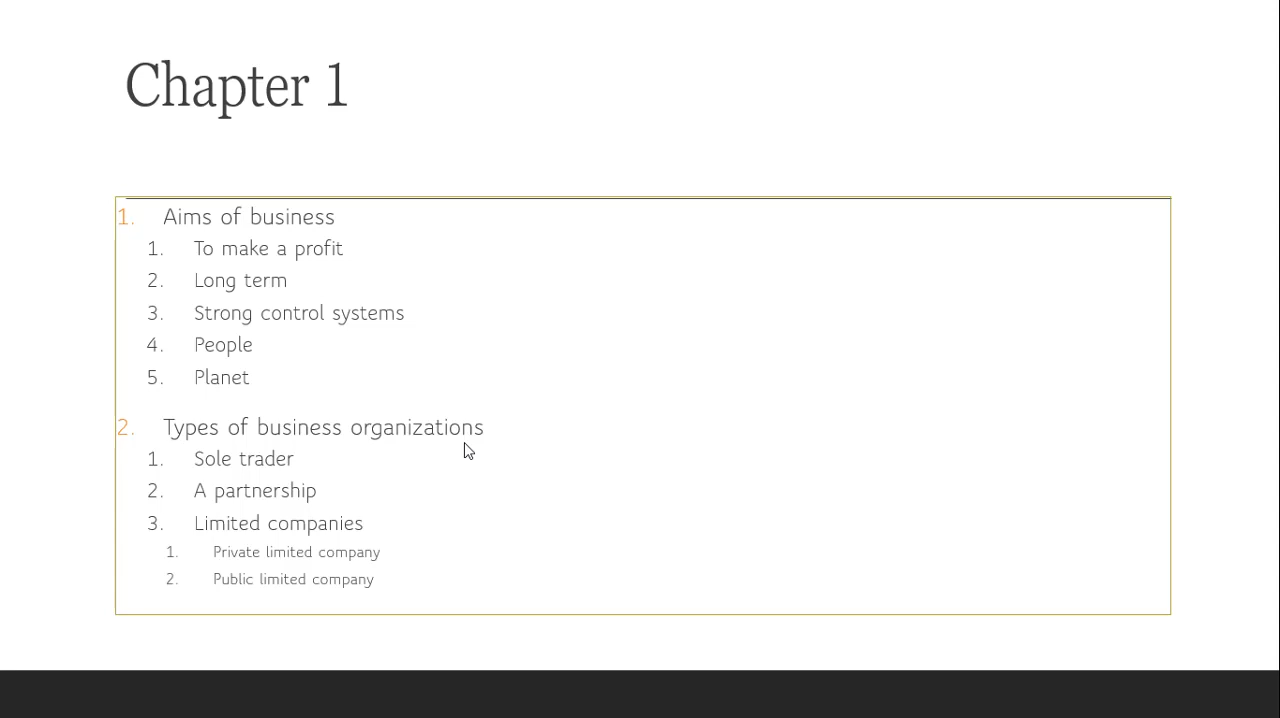 Chapter 1
1. Aims of business
1. To make a profit
2. Long term
3. Strong control systems
4. People
5. Planet
2. Types of business organizations
1. Sole trader
2. A partnership
3. Limited companies
1. Private limited company
2. Public limited company